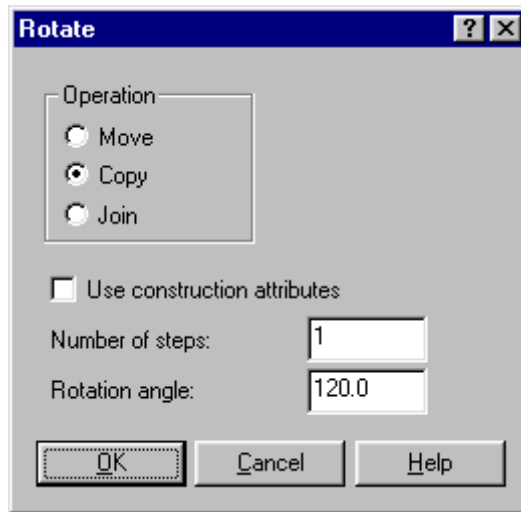 Rotate
Operation
Move
Copy
Join
Use construction attributes
Number of steps: 1
Rotation angle: 120.0
OK Cancel Help